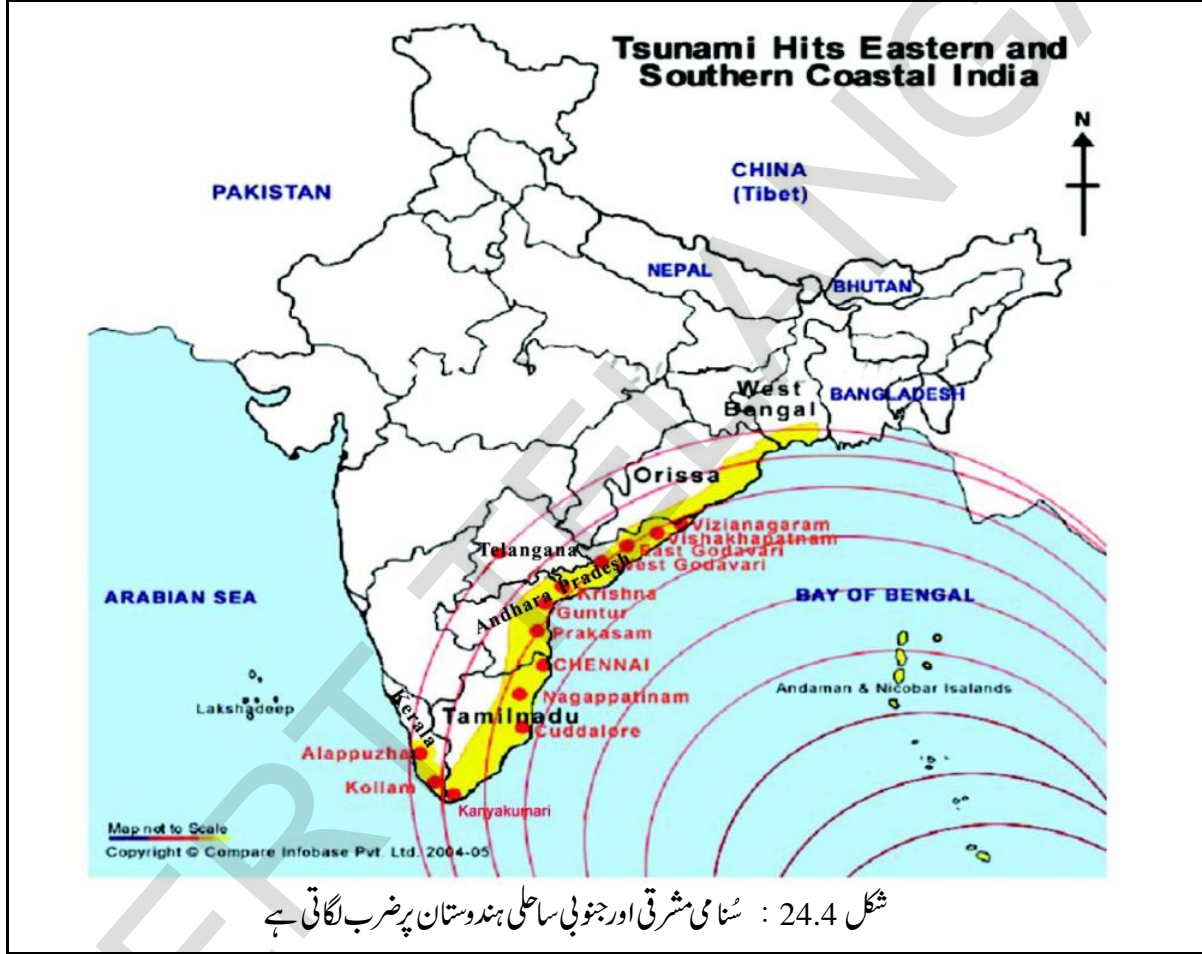 Tsunami Hits Eastern and
Southern Coastal India
N
CHINA
(Tibet)
PAKISTAN
NEPAL
BHUTAN
West
Bengal
BANGLADESH
Orissa
Vizianagaram
Vishakhapatnam
East Godavari
West Godavari
Telangana
Andhara Pradesh
Krishna
Guntur
Prakasam
ARABIAN SEA
BAY OF BENGAL
CHENNAI
Nagappatinam
Andaman & Nicobar Isalands
Lakshadeep
Kerala
Tamilnadu
Cuddalore
Alappuzha
Kollam
Kanyakumari
Map not to Scale
Copyright © Compare Infobase Pvt. Ltd. 2004-05
شکل 24.4 : سُنامی مشرقی اور جنوبی ساحلی ہندوستان پر ضرب لگاتی ہے
ERT TELANGA